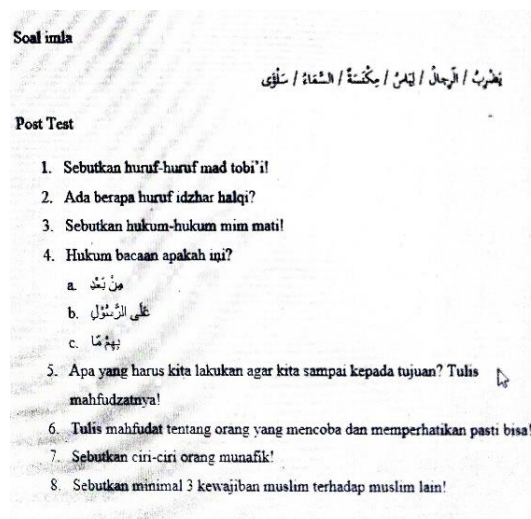 Soal imla
يَضْرِبُ / الرِّجَالُ / لِبَاسٌ / مِكْنَسَةٌ / السَّمَاءُ / سَلْوَى
Post Test
1. Sebutkan huruf-huruf mad tobi'i!
2. Ada berapa huruf idzhar halqi?
3. Sebutkan hukum-hukum mim mati!
4. Hukum bacaan apakah ini?
a. مِنْ بَعْدِ
b. عَلَى الرَّسُوْلِ
c. بِهِمْ مَّا
5. Apa yang harus kita lakukan agar kita sampai kepada tujuan? Tulis
mahfudzatnya!
6. Tulis mahfudat tentang orang yang mencoba dan memperhatikan pasti bisa!
7. Sebutkan ciri-ciri orang munafik!
8. Sebutkan minimal 3 kewajiban muslim terhadap muslim lain!